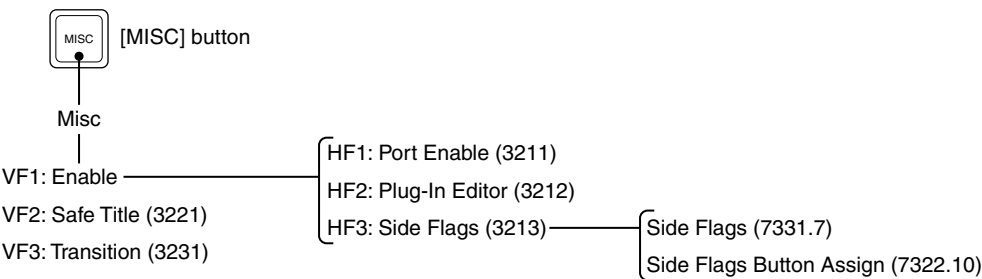 MISC
[MISC] button
Misc
VF1: Enable
HF1: Port Enable (3211)
HF2: Plug-In Editor (3212)
VF2: Safe Title (3221)
HF3: Side Flags (3213)
Side Flags (7331.7)
VF3: Transition (3231)
Side Flags Button Assign (7322.10)